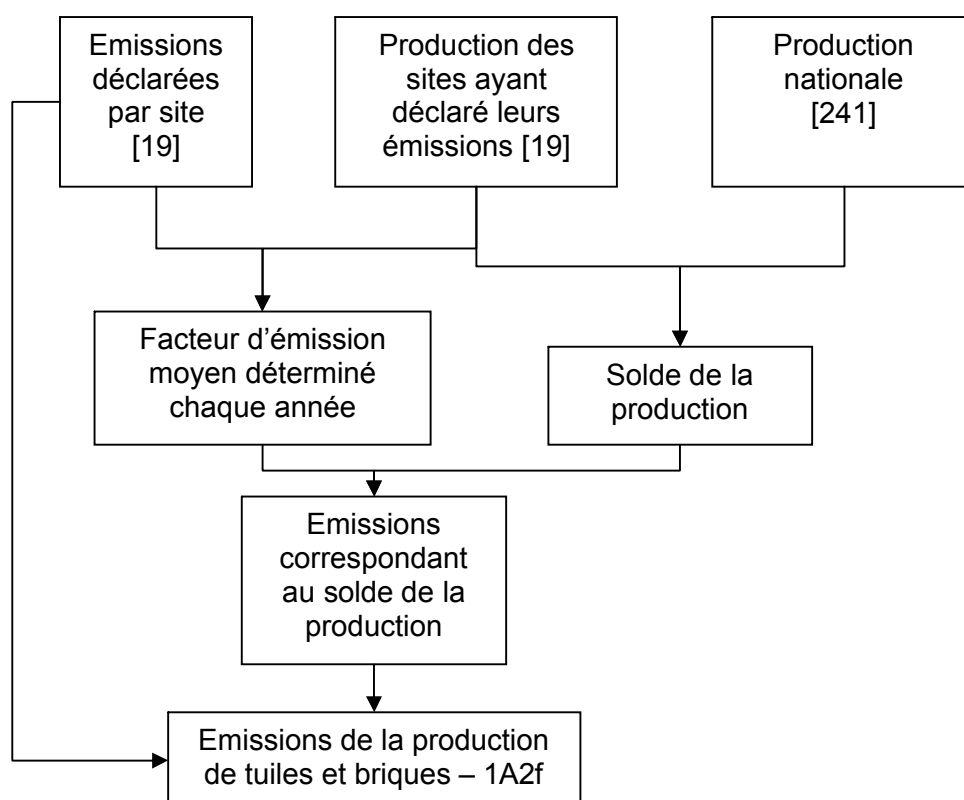 Emissions
déclarées
par site
[19]
Production des
sites ayant
déclaré leurs
émissions [19]
Production
nationale
[241]
Facteur d’émission
moyen déterminé
chaque année
Solde de la
production
Emissions
correspondant
au solde de la
production
Emissions de la production
de tuiles et briques – 1A2f